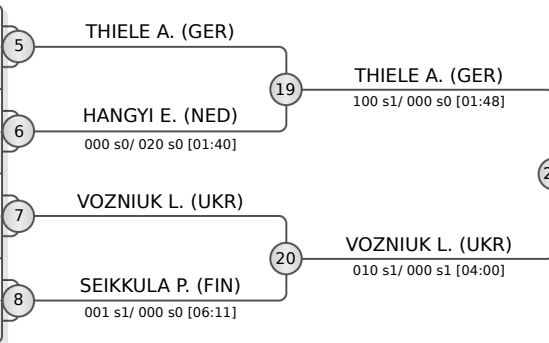 5
THIELE A. (GER)
19
THIELE A. (GER)
100 s1/ 000 s0 [01:48]
6
HANGYI E. (NED)
000 s0/ 020 s0 [01:40]
7
VOZNIUK L. (UKR)
20
VOZNIUK L. (UKR)
010 s1/ 000 s1 [04:00]
8
SEIKKULA P. (FIN)
001 s1/ 000 s0 [06:11]